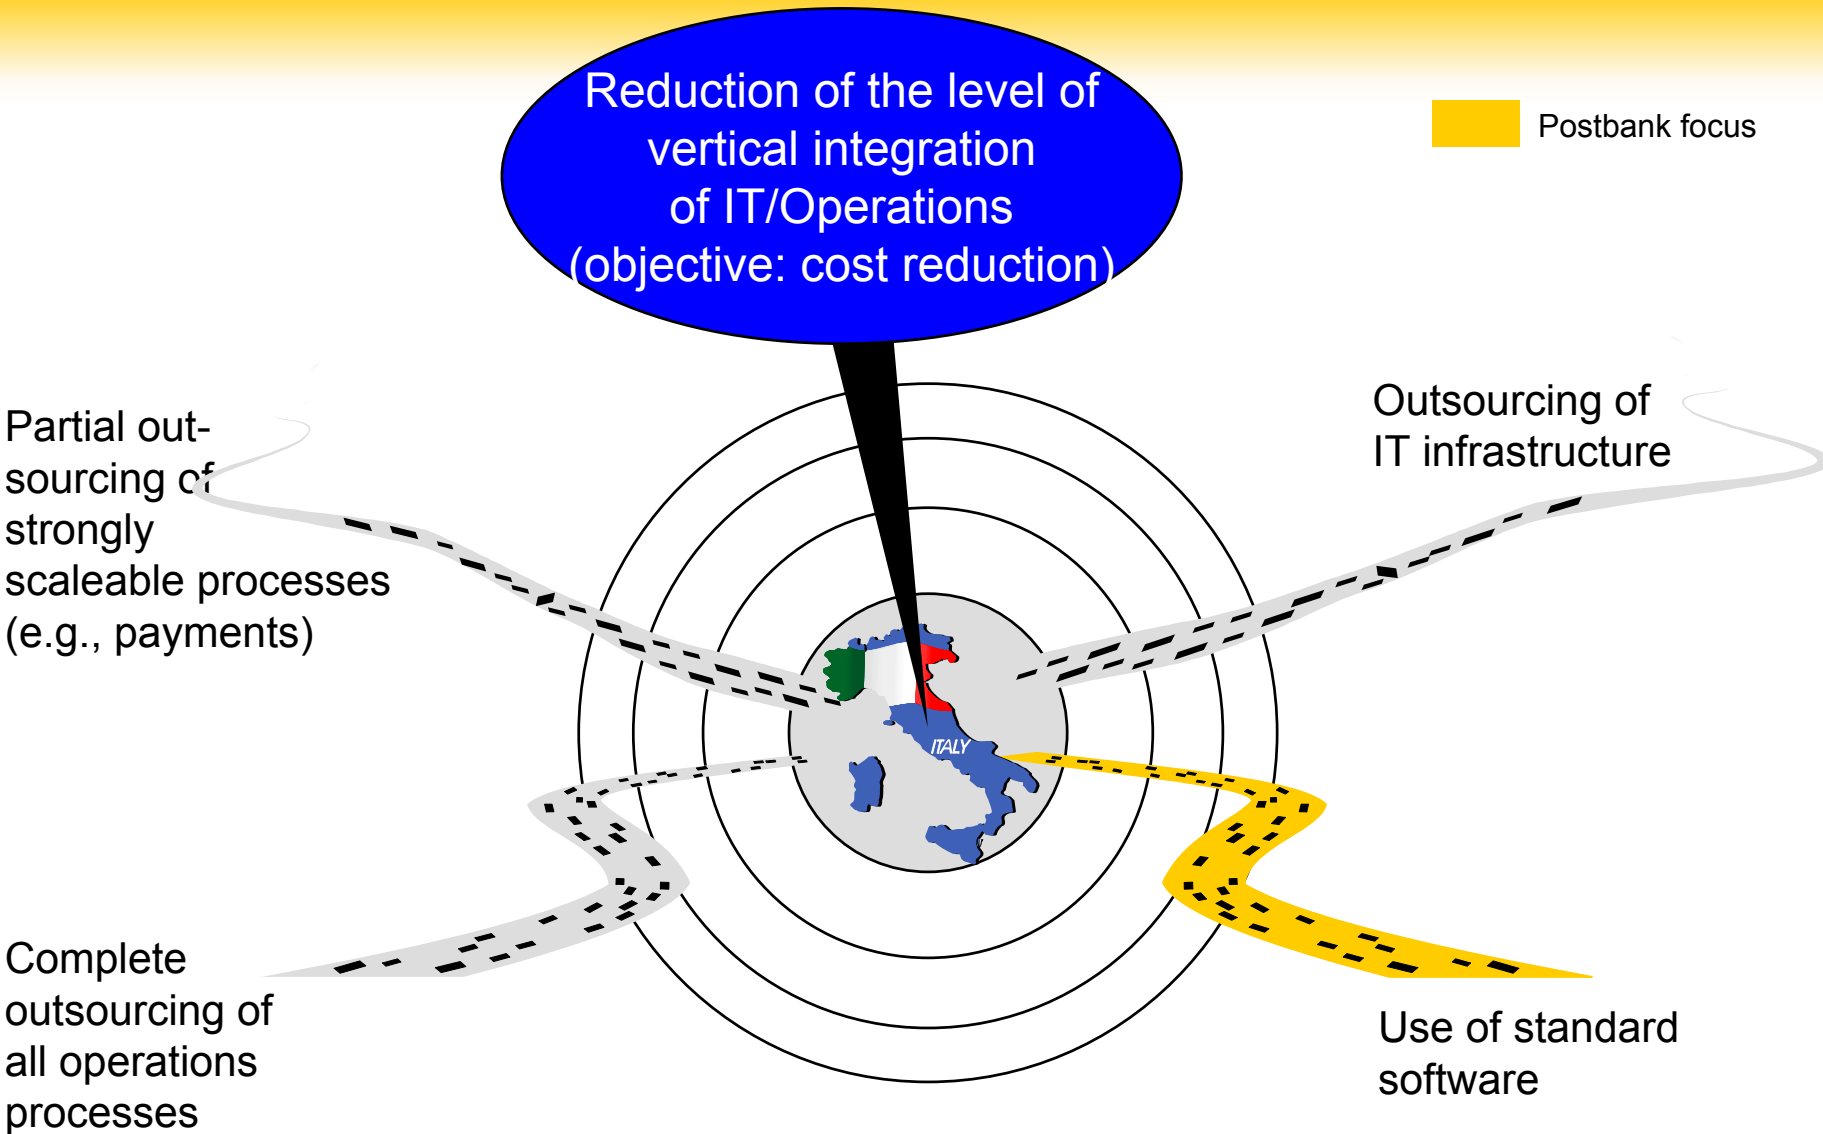 Reduction of the level of
vertical integration
of IT/Operations
(objective: cost reduction)
Postbank focus
Partial out-
sourcing of
strongly
scaleable processes
(e.g., payments)
Outsourcing of
IT infrastructure
ITALY
Complete
outsourcing of
all operations
processes
Use of standard
software